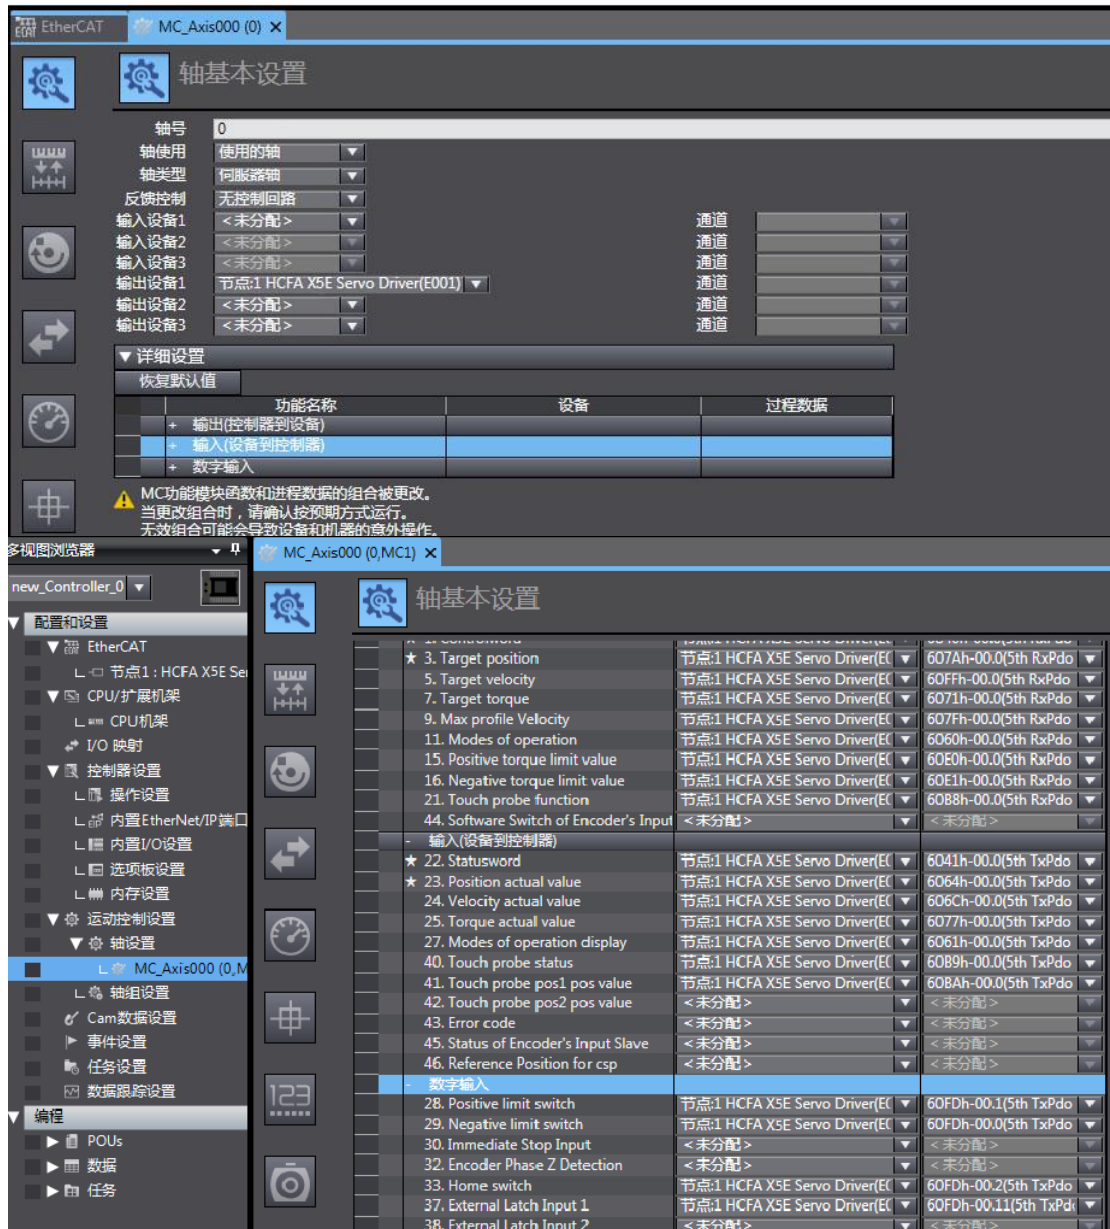 EtherCAT MC_Axis000 (0)
轴基本设置
轴号 0
轴使用 使用的轴
轴类型 伺服器轴
反馈控制 无控制回路
输入设备1 <未分配> 通道
输入设备2 <未分配> 通道
输入设备3 <未分配> 通道
输出设备1 节点:1 HCFA X5E Servo Driver(E001) 通道
输出设备2 <未分配> 通道
输出设备3 <未分配> 通道
▼详细设置
恢复默认值
功能名称 设备 过程数据
+ 输出(控制器到设备)
+ 输入(设备到控制器)
+ 数字输入
MC功能模块函数和进程数据的组合被更改。
当更改组合时，请确认按预期方式运行。
无效组合可能会导致设备和机器的意外操作。
多视图浏览器
new_Controller_0
配置和设置
EtherCAT
节点1 : HCFA X5E Se
CPU/扩展机架
CPU机架
I/O 映射
控制器设置
操作设置
内置EtherNet/IP端口
内置I/O设置
选项板设置
内存设置
运动控制设置
轴设置
MC_Axis000 (0,M
轴组设置
Cam数据设置
事件设置
任务设置
数据跟踪设置
编程
POUs
数据
任务
MC_Axis000 (0,MC1)
轴基本设置
★ 3. Target position 节点:1 HCFA X5E Servo Driver(E( 607Ah-00.0(5th RxPdo
5. Target velocity 节点:1 HCFA X5E Servo Driver(E( 60FFh-00.0(5th RxPdo
7. Target torque 节点:1 HCFA X5E Servo Driver(E( 6071h-00.0(5th RxPdo
9. Max profile Velocity 节点:1 HCFA X5E Servo Driver(E( 607Fh-00.0(5th RxPdo
11. Modes of operation 节点:1 HCFA X5E Servo Driver(E( 6060h-00.0(5th RxPdo
15. Positive torque limit value 节点:1 HCFA X5E Servo Driver(E( 60E0h-00.0(5th RxPdo
16. Negative torque limit value 节点:1 HCFA X5E Servo Driver(E( 60E1h-00.0(5th RxPdo
21. Touch probe function 节点:1 HCFA X5E Servo Driver(E( 60B8h-00.0(5th RxPdo
44. Software Switch of Encoder's Input <未分配> <未分配>
- 输入(设备到控制器)
★ 22. Statusword 节点:1 HCFA X5E Servo Driver(E( 6041h-00.0(5th TxPdo
★ 23. Position actual value 节点:1 HCFA X5E Servo Driver(E( 6064h-00.0(5th TxPdo
24. Velocity actual value 节点:1 HCFA X5E Servo Driver(E( 606Ch-00.0(5th TxPdo
25. Torque actual value 节点:1 HCFA X5E Servo Driver(E( 6077h-00.0(5th TxPdo
27. Modes of operation display 节点:1 HCFA X5E Servo Driver(E( 6061h-00.0(5th TxPdo
40. Touch probe status 节点:1 HCFA X5E Servo Driver(E( 60B9h-00.0(5th TxPdo
41. Touch probe pos1 pos value 节点:1 HCFA X5E Servo Driver(E( 60BAh-00.0(5th TxPdo
42. Touch probe pos2 pos value <未分配> <未分配>
43. Error code <未分配> <未分配>
45. Status of Encoder's Input Slave <未分配> <未分配>
46. Reference Position for csp <未分配> <未分配>
- 数字输入
28. Positive limit switch 节点:1 HCFA X5E Servo Driver(E( 60FDh-00.1(5th TxPdo
29. Negative limit switch 节点:1 HCFA X5E Servo Driver(E( 60FDh-00.0(5th TxPdo
30. Immediate Stop Input <未分配> <未分配>
32. Encoder Phase Z Detection <未分配> <未分配>
33. Home switch 节点:1 HCFA X5E Servo Driver(E( 60FDh-00.2(5th TxPdo
37. External Latch Input 1 节点:1 HCFA X5E Servo Driver(E( 60FDh-00.11(5th TxPd(
38. External Latch Input 2 <未分配> <未分配>